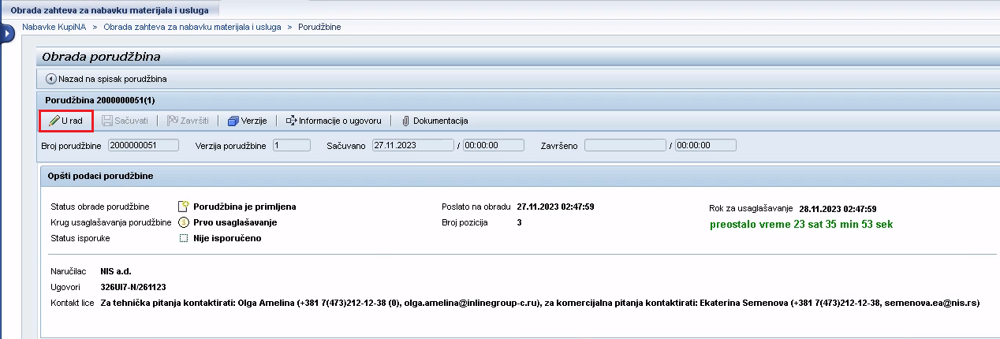 Obrada zahteva za nabavku materijala i usluga
Nabavke KupiNA > Obrada zahteva za nabavku materijala i usluga > Porudžbine
Obrada porudžbina
Nazad na spisak porudžbina
Porudžbina 2000000051(1)
U rad Sačuvati Završiti Verzije Informacije o ugovoru Dokumentacija
Broj porudžbine 2000000051 Verzija porudžbine 1 Sačuvano 27.11.2023 / 00:00:00 Završeno / 00:00:00
Opšti podaci porudžbine
Status obrade porudžbine Porudžbina je primljena Poslato na obradu 27.11.2023 02:47:59 Rok za usaglašavanje 28.11.2023 02:47:59
Krug usaglašavanja porudžbine 1 Prvo usaglašavanje Broj pozicija 3 preostalo vreme 23 sat 35 min 53 sek
Status isporuke Nije isporučeno
Naručilac NIS a.d.
Ugovori 326UI7-N/261123
Kontakt lice Za tehnička pitanja kontaktirati: Olga Amelina (+381 7(473)212-12-38 (0), olga.amelina@inlinegroup-c.ru), za komercijalna pitanja kontaktirati: Ekaterina Semenova (+381 7(473)212-12-38, semenova.ea@nis.rs)